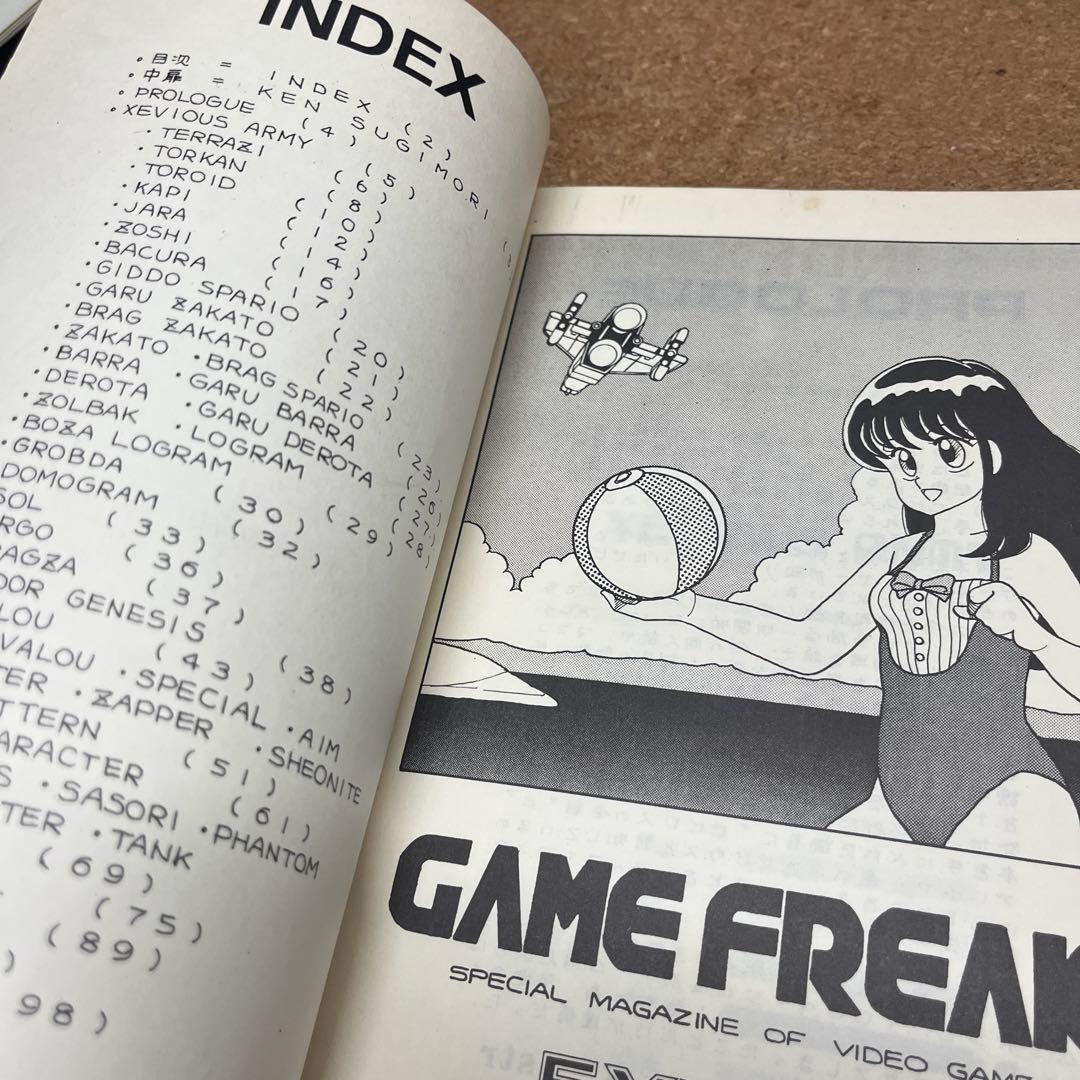 INDEX
。目次 = INDEX (2)
。中扉 = KEN SUGIMORI (
。PROLOGUE (4)
。XEVIOUS ARMY (5)
・TERRAZI (6)
・TORKAN (8)
・TOROID (10)
・KAPI (12)
・JARA (14)
・ZOSHI (16)
・BACURA (17)
・GIDDO SPARIO (20)
・GARU ZAKATO (21)
・BRAG ZAKATO (22)
・ZAKATO ・BRAG SPARIO (23
・BARRA ・GARU BARRA
・DEROTA ・GARU DEROTA
・ZOLBAK ・LOGRAM (28
・BOZA LOGRAM (29)
・GROBDA (30)
DOMOGRAM (32)
SOL (33)
RGO (36)
AGZA (37)
DOR GENESIS (38)
LOU (43)
VALOU ・SPECIAL ・AIM
TER ・ZAPPER ・SHEONITE
TTERN (51)
ARACTER (61)
S ・SASORI ・PHANTOM
TER ・TANK
(69)
(75)
(89)
98)
GAME FREAK
SPECIAL MAGAZINE OF VIDEO GAME